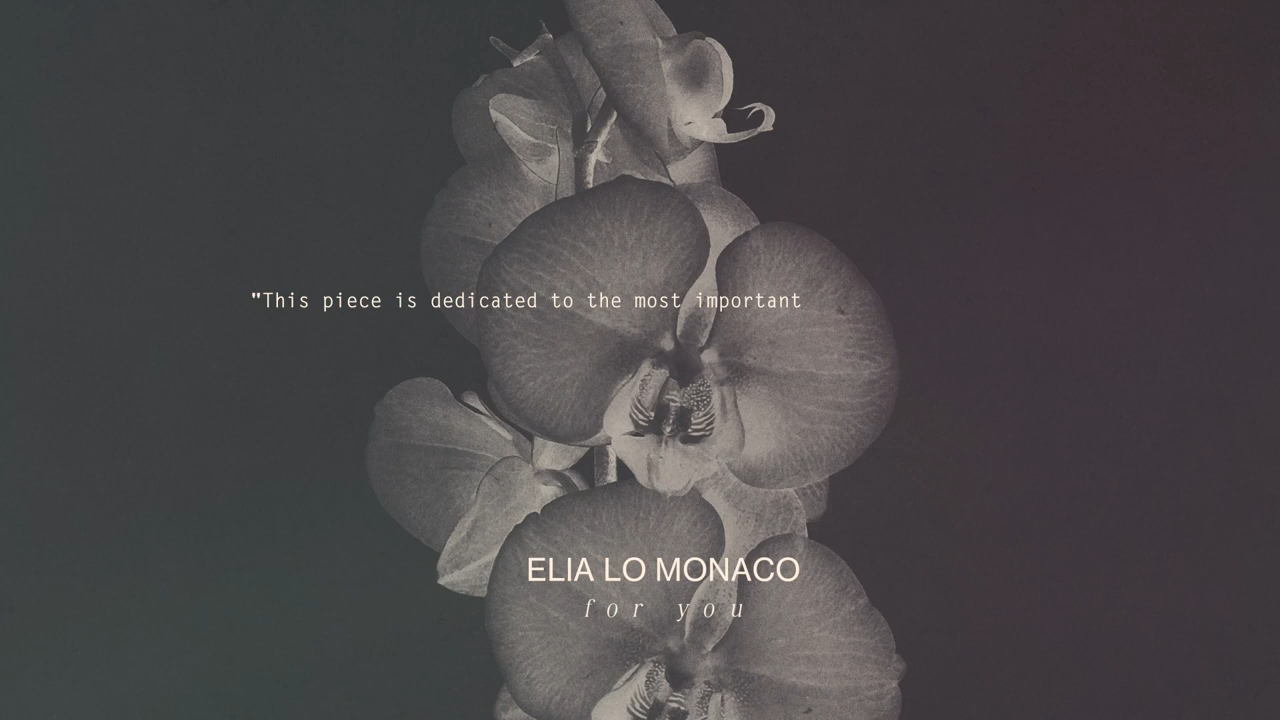 "This piece is dedicated to the most important
ELIA LO MONACO
for you